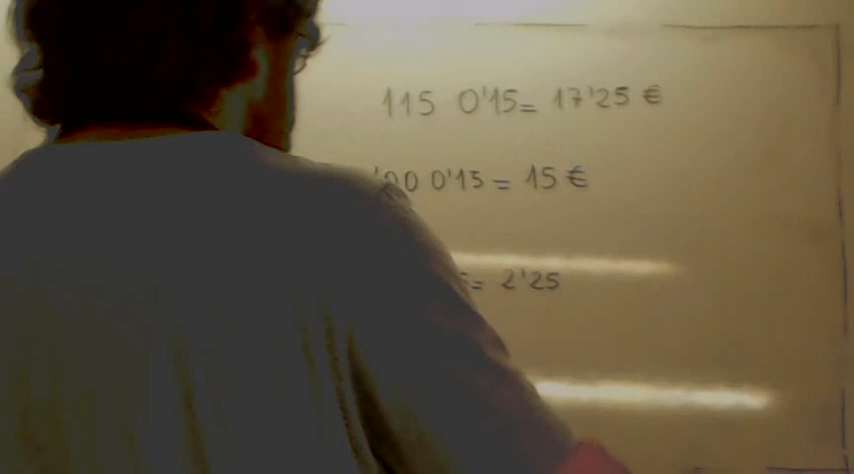 115 0'15= 17'25 €
00 0'15 = 15 €
= 2'25